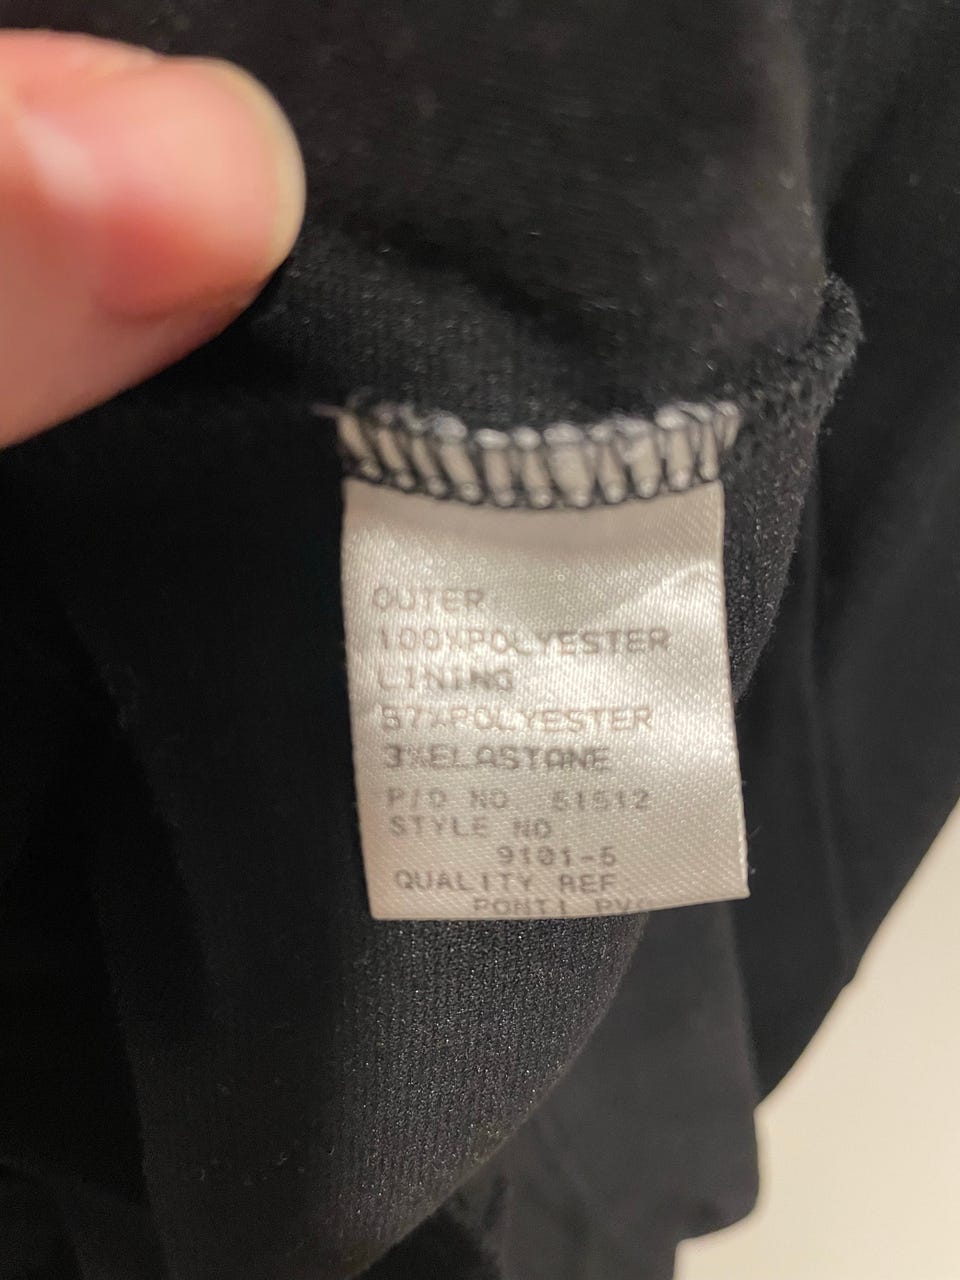 OUTER
100%POLYESTER
LINING
97%POLYESTER
3%ELASTANE
P/O NO 51512
STYLE NO
9101-5
QUALITY REF
PONTI